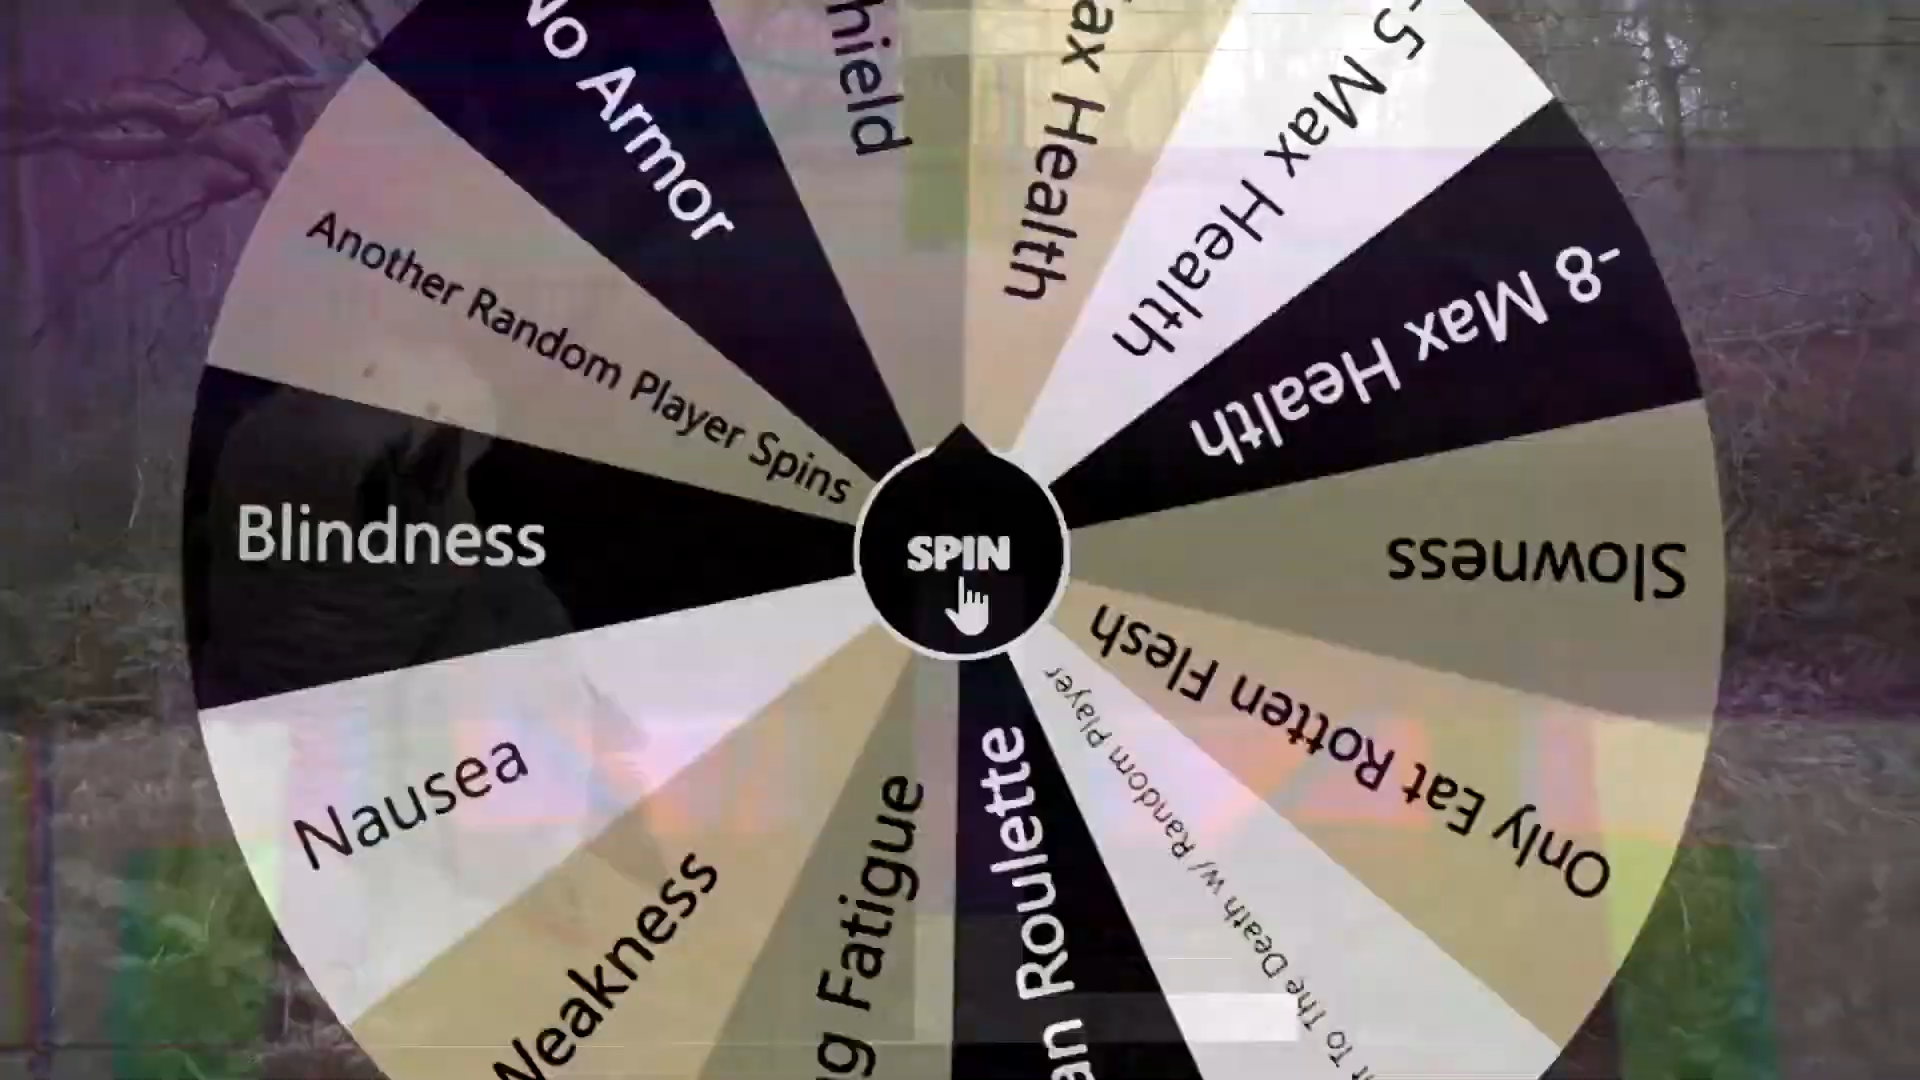 No Armor
hield
ax Health
-5 Max Health
-8 Max Health
Slowness
Only Eat Rotten Flesh
To The Death w/ Random Player
an Roulette
g Fatigue
Weakness
Nausea
Blindness
Another Random Player Spins
SPIN